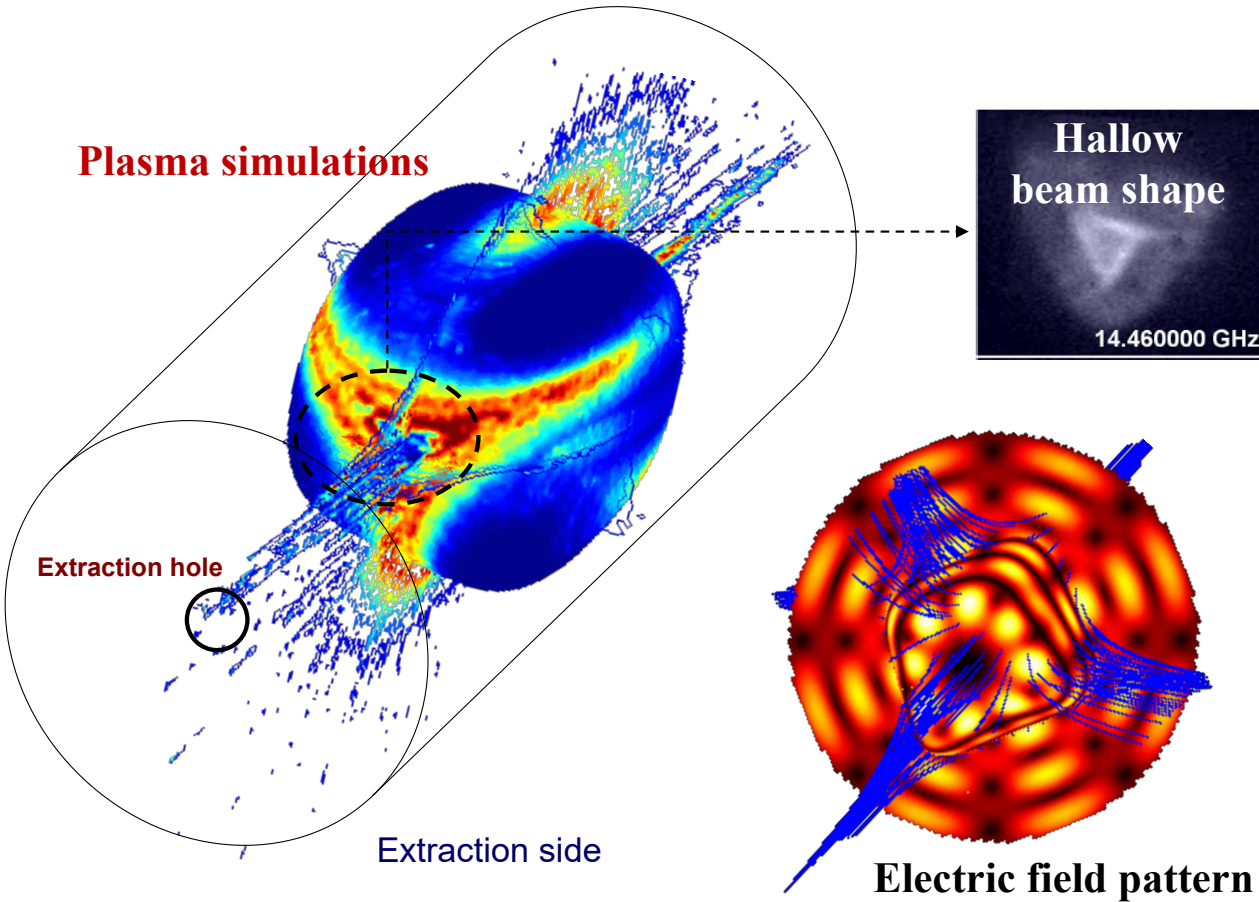 Plasma simulations
Hallow
beam shape
14.460000 GHz
Extraction hole
Extraction side
Electric field pattern